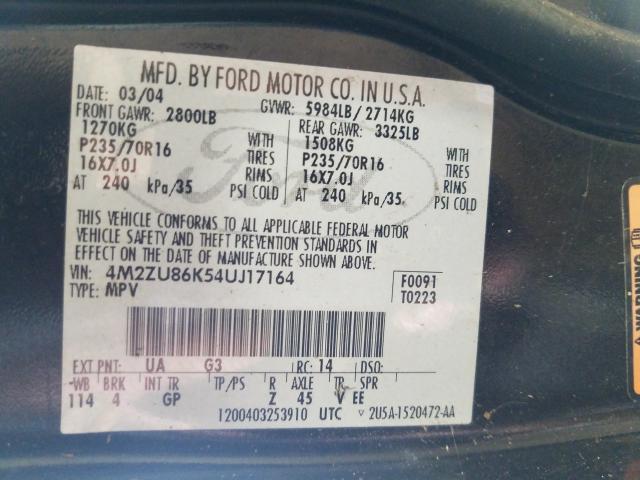 MFD. BY FORD MOTOR CO. IN U.S.A.
DATE: 03/04 GVWR: 5984LB/ 2714KG
FRONT GAWR: 2800LB REAR GAWR: 3325LB
1270KG WITH 1508KG WITH
P235/70R16 TIRES P235/70R16 TIRES
16X7.0J RIMS 16X7.0J RIMS
AT 240 kPa/35 PSI COLD AT 240 kPa/35 PSI COLD
Ford
THIS VEHICLE CONFORMS TO ALL APPLICABLE FEDERAL MOTOR
VEHICLE SAFETY AND THEFT PREVENTION STANDARDS IN
EFFECT ON THE DATE OF MANUFACTURE SHOWN ABOVE.
VIN: 4M2ZU86K54UJ17164 F0091
TYPE: MPV T0223
EXT PNT: UA G3 RC: 14 DSO:
WB BRK INT TR TP/PS R AXLE TR SPR
114 4 GP Z 45 V EE
1200403253910 UTC 2U5A-1520472-AA